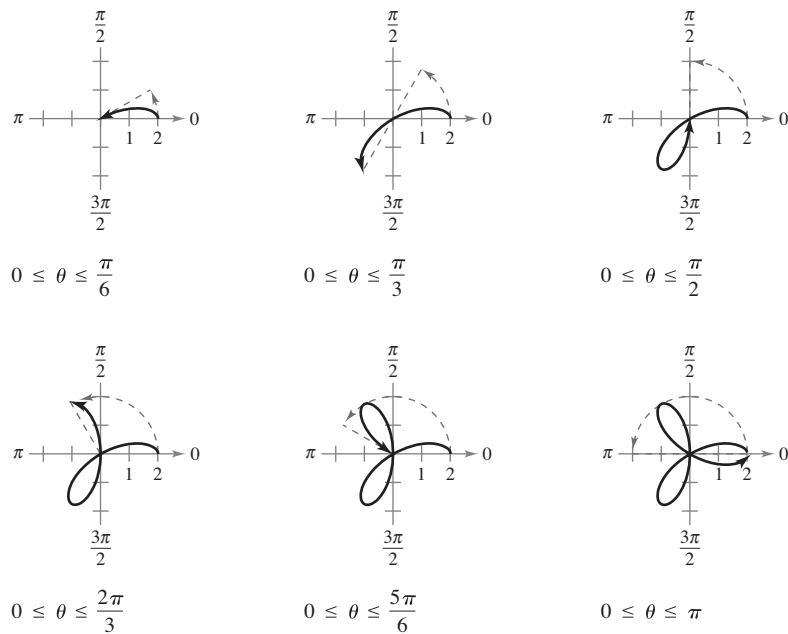 π/2 π/2 π/2
π 0 π 0 π 0
1 2 1 2 1 2
3π/2 3π/2 3π/2
0 ≤ θ ≤ π/6 0 ≤ θ ≤ π/3 0 ≤ θ ≤ π/2
π/2 π/2 π/2
π 0 π 0 π 0
1 2 1 2 1 2
3π/2 3π/2 3π/2
0 ≤ θ ≤ 2π/3 0 ≤ θ ≤ 5π/6 0 ≤ θ ≤ π